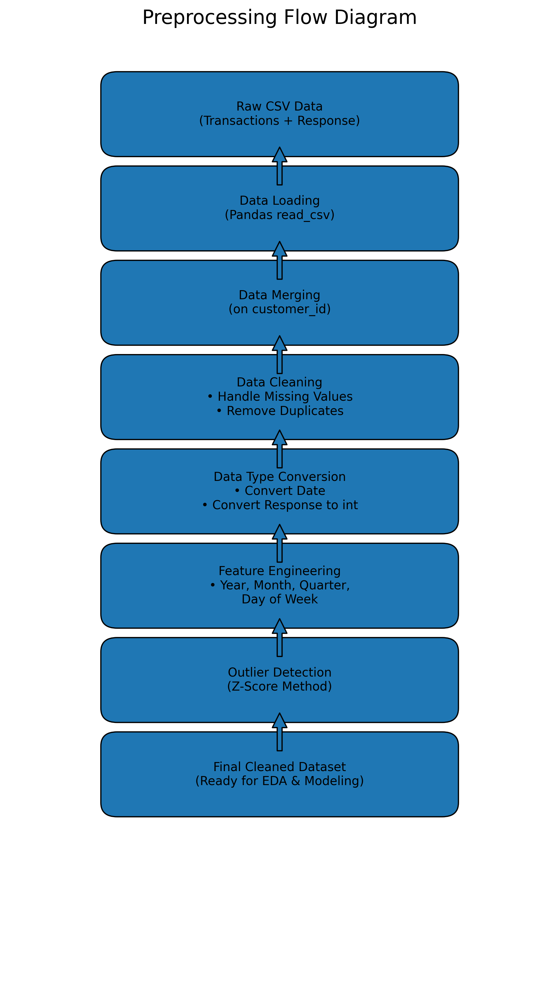 Preprocessing Flow Diagram
Raw CSV Data
(Transactions + Response)
Data Loading
(Pandas read_csv)
Data Merging
(on customer_id)
Data Cleaning
• Handle Missing Values
• Remove Duplicates
Data Type Conversion
• Convert Date
• Convert Response to int
Feature Engineering
• Year, Month, Quarter,
Day of Week
Outlier Detection
(Z-Score Method)
Final Cleaned Dataset
(Ready for EDA & Modeling)